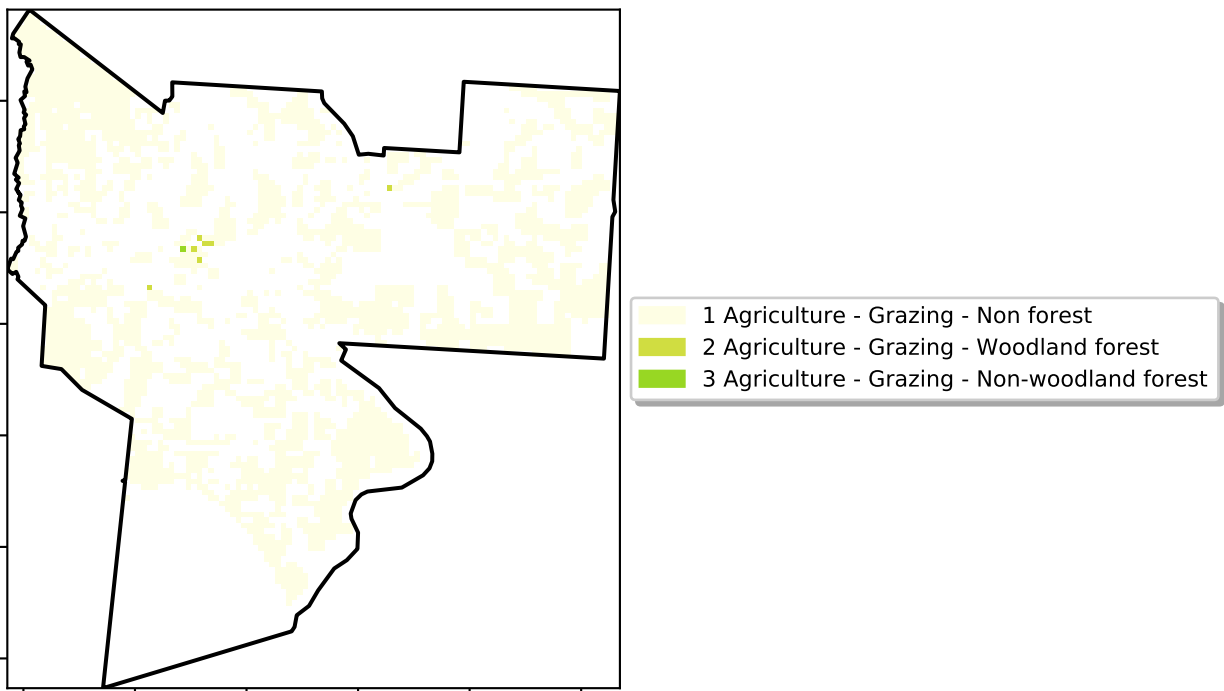 1 Agriculture - Grazing - Non forest
2 Agriculture - Grazing - Woodland forest
3 Agriculture - Grazing - Non-woodland forest